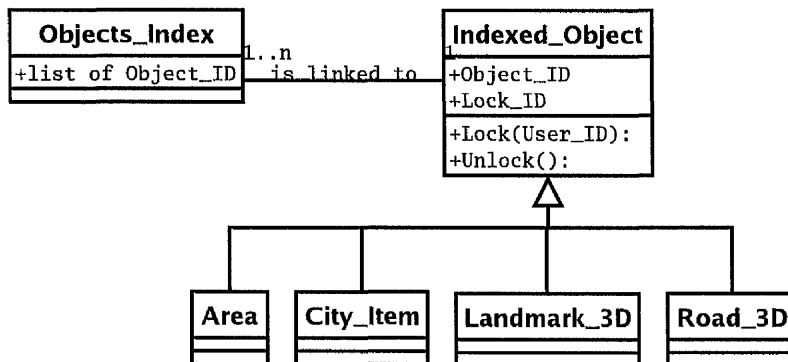 Objects_Index
+list of Object_ID
1..n
is linked to
1
Indexed_Object
+Object_ID
+Lock_ID
+Lock(User_ID):
+Unlock():
Area
City_Item
Landmark_3D
Road_3D